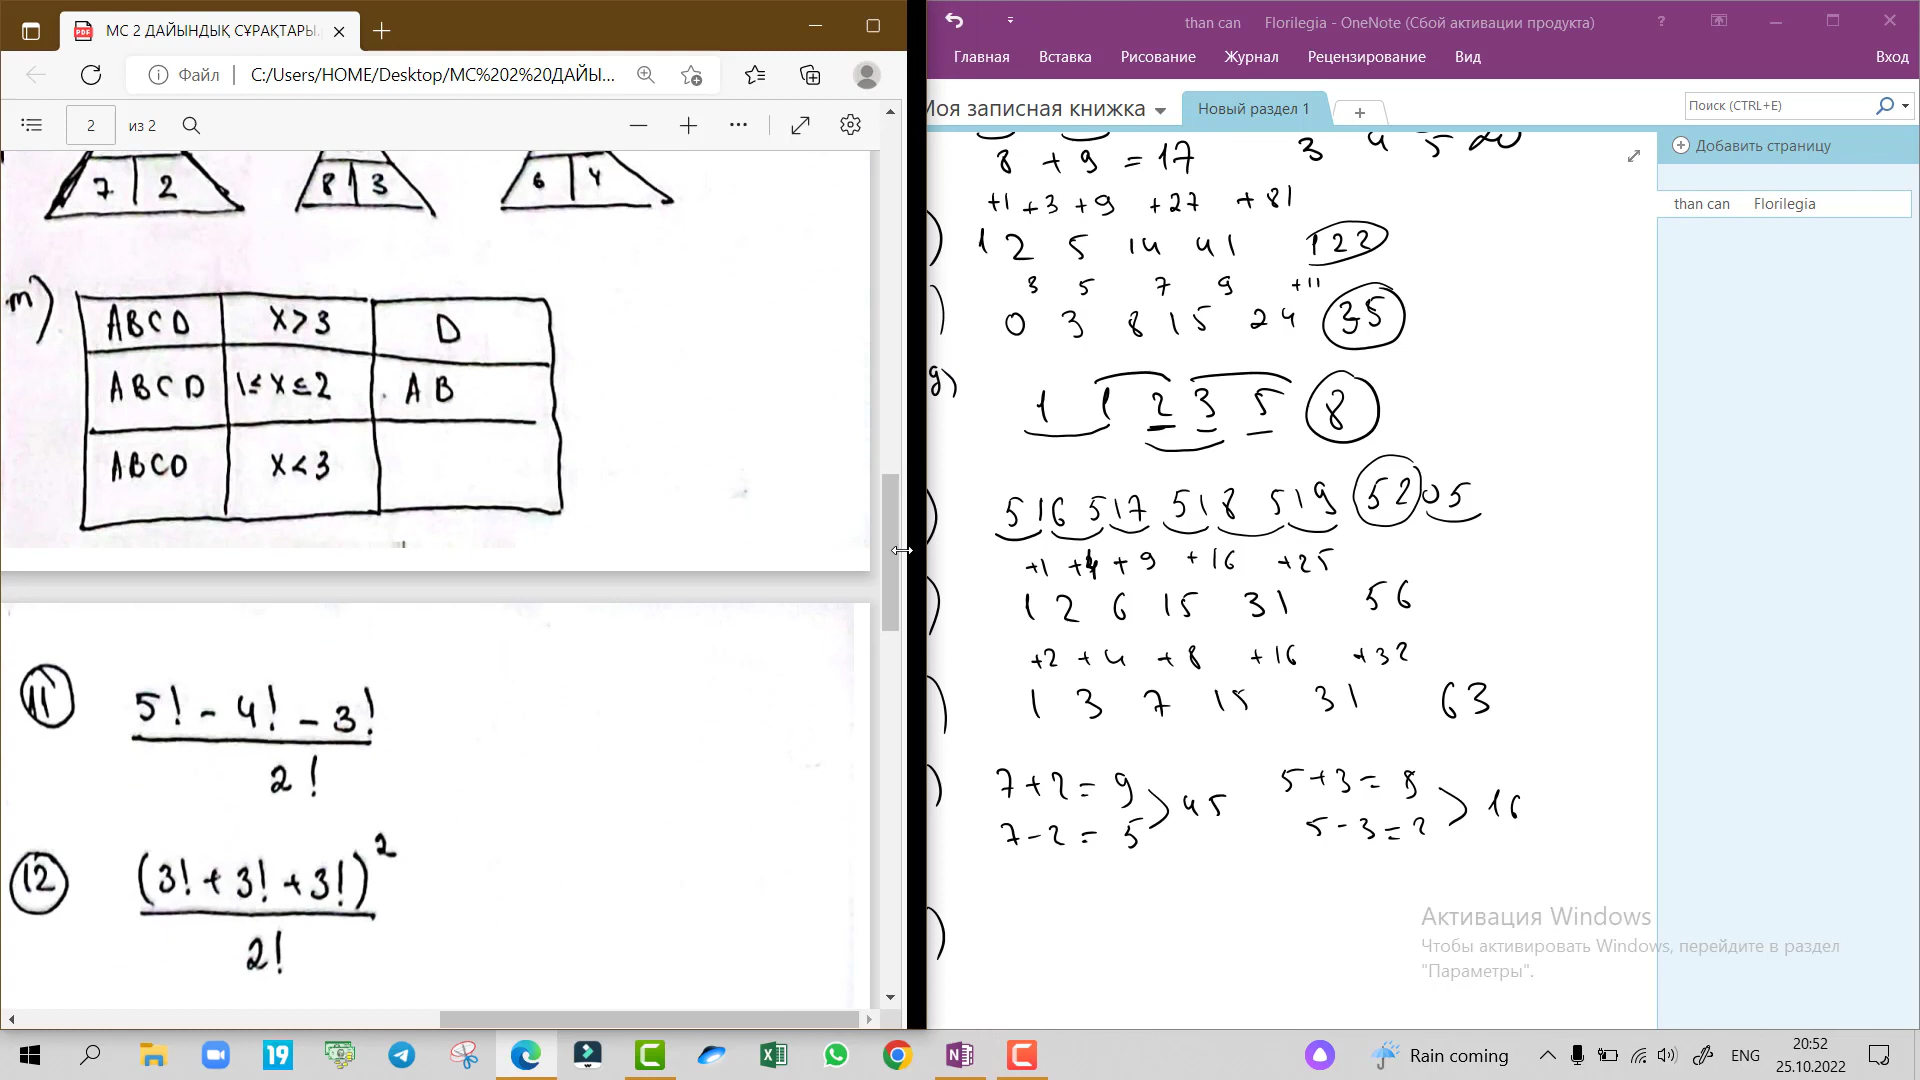 МС 2 ДАЙЫНДЫҚ СҰРАҚТАРЫ.
Файл
C:/Users/HOME/Desktop/MC%202%20ДАЙЫ...
2
из 2
7 2
8 3
6 4
m)
ABCD x>3 D
ABCD 1≤x≤2 AB
ABCD x<3
11
5! - 4! - 3!
2!
12
(3! + 3! + 3!)²
2!
than can Florilegia - OneNote (Сбой активации продукта)
Главная Вставка Рисование Журнал Рецензирование Вид
Вход
Моя записная книжка
Новый раздел 1
Поиск (CTRL+E)
Добавить страницу
than can Florilegia
3 4 5 20
8 + 9 = 17
+1 +3 +9 +27 +81
) 1 2 5 14 41 122
3 5 7 9 +11
) 0 3 8 15 24 35
g)
1 1 2 3 5 8
) 516 517 518 519 5205
+1 +4 +9 +16 +25
) 1 2 6 15 31 56
+2 +4 +8 +16 +32
) 1 3 7 15 31 63
) 7+2=9 > 45 5+3=8 > 16
7-2=5 5-3=2
)
Активация Windows
Чтобы активировать Windows, перейдите в раздел
"Параметры".
19
Rain coming
ENG
20:52
25.10.2022